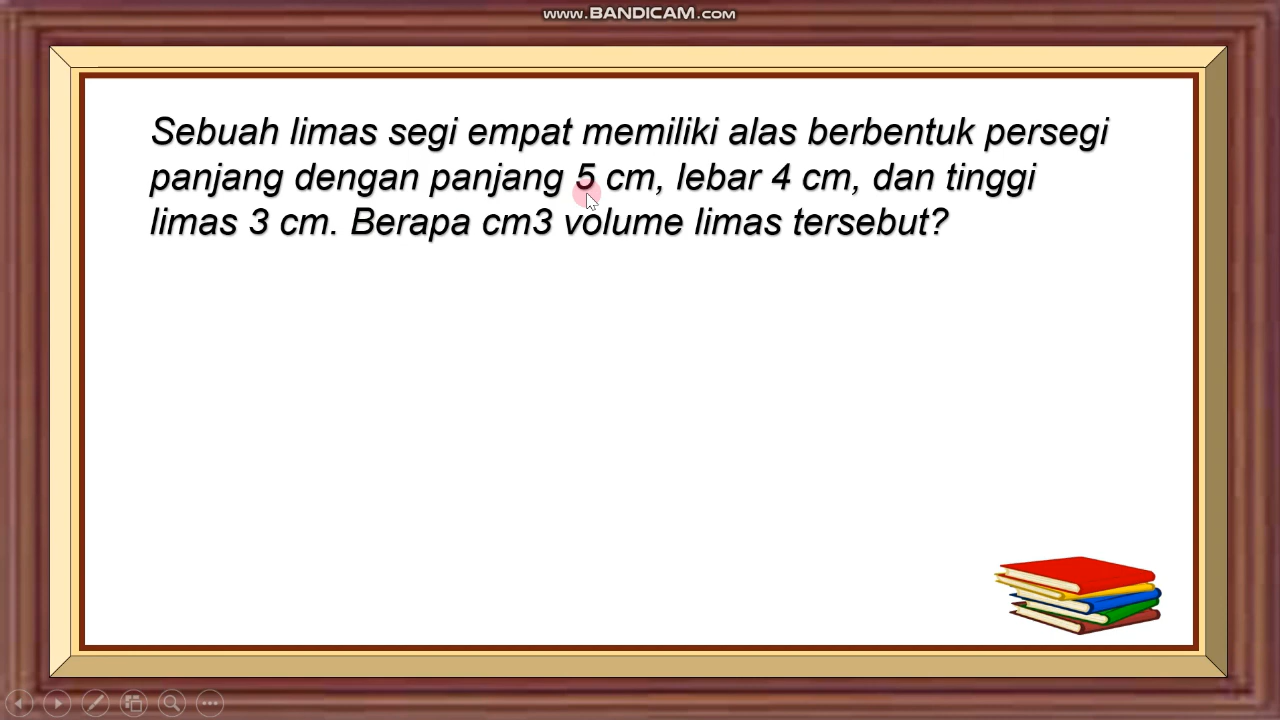 www.BANDICAM.com
Sebuah limas segi empat memiliki alas berbentuk persegi
panjang dengan panjang 5 cm, lebar 4 cm, dan tinggi
limas 3 cm. Berapa cm3 volume limas tersebut?